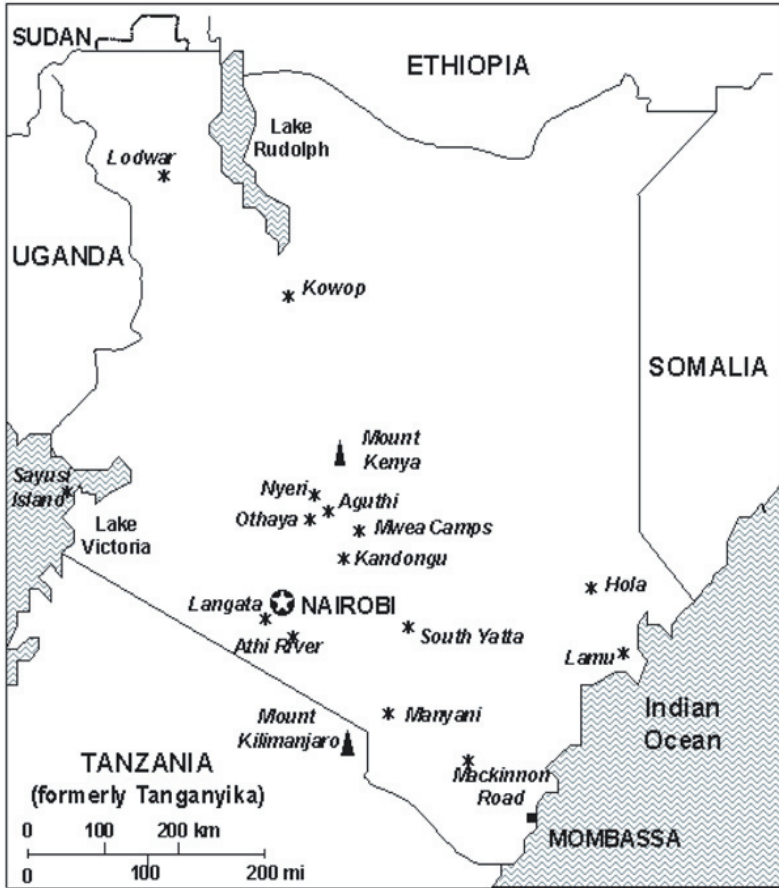 SUDAN
ETHIOPIA
Lake
Rudolph
Lodwar
UGANDA
Kowop
SOMALIA
Mount
Kenya
Sayusi
Island
Nyeri
Aguthi
Othaya
Mwea Camps
Lake
Victoria
Kandongu
Hola
Langata
NAIROBI
South Yatta
Athi River
Lamu
Manyani
Indian
Ocean
Mount
Kilimanjaro
TANZANIA
(formerly Tanganyika)
Mackinnon
Road
MOMBASSA
0 100 200 km
0 100 200 mi